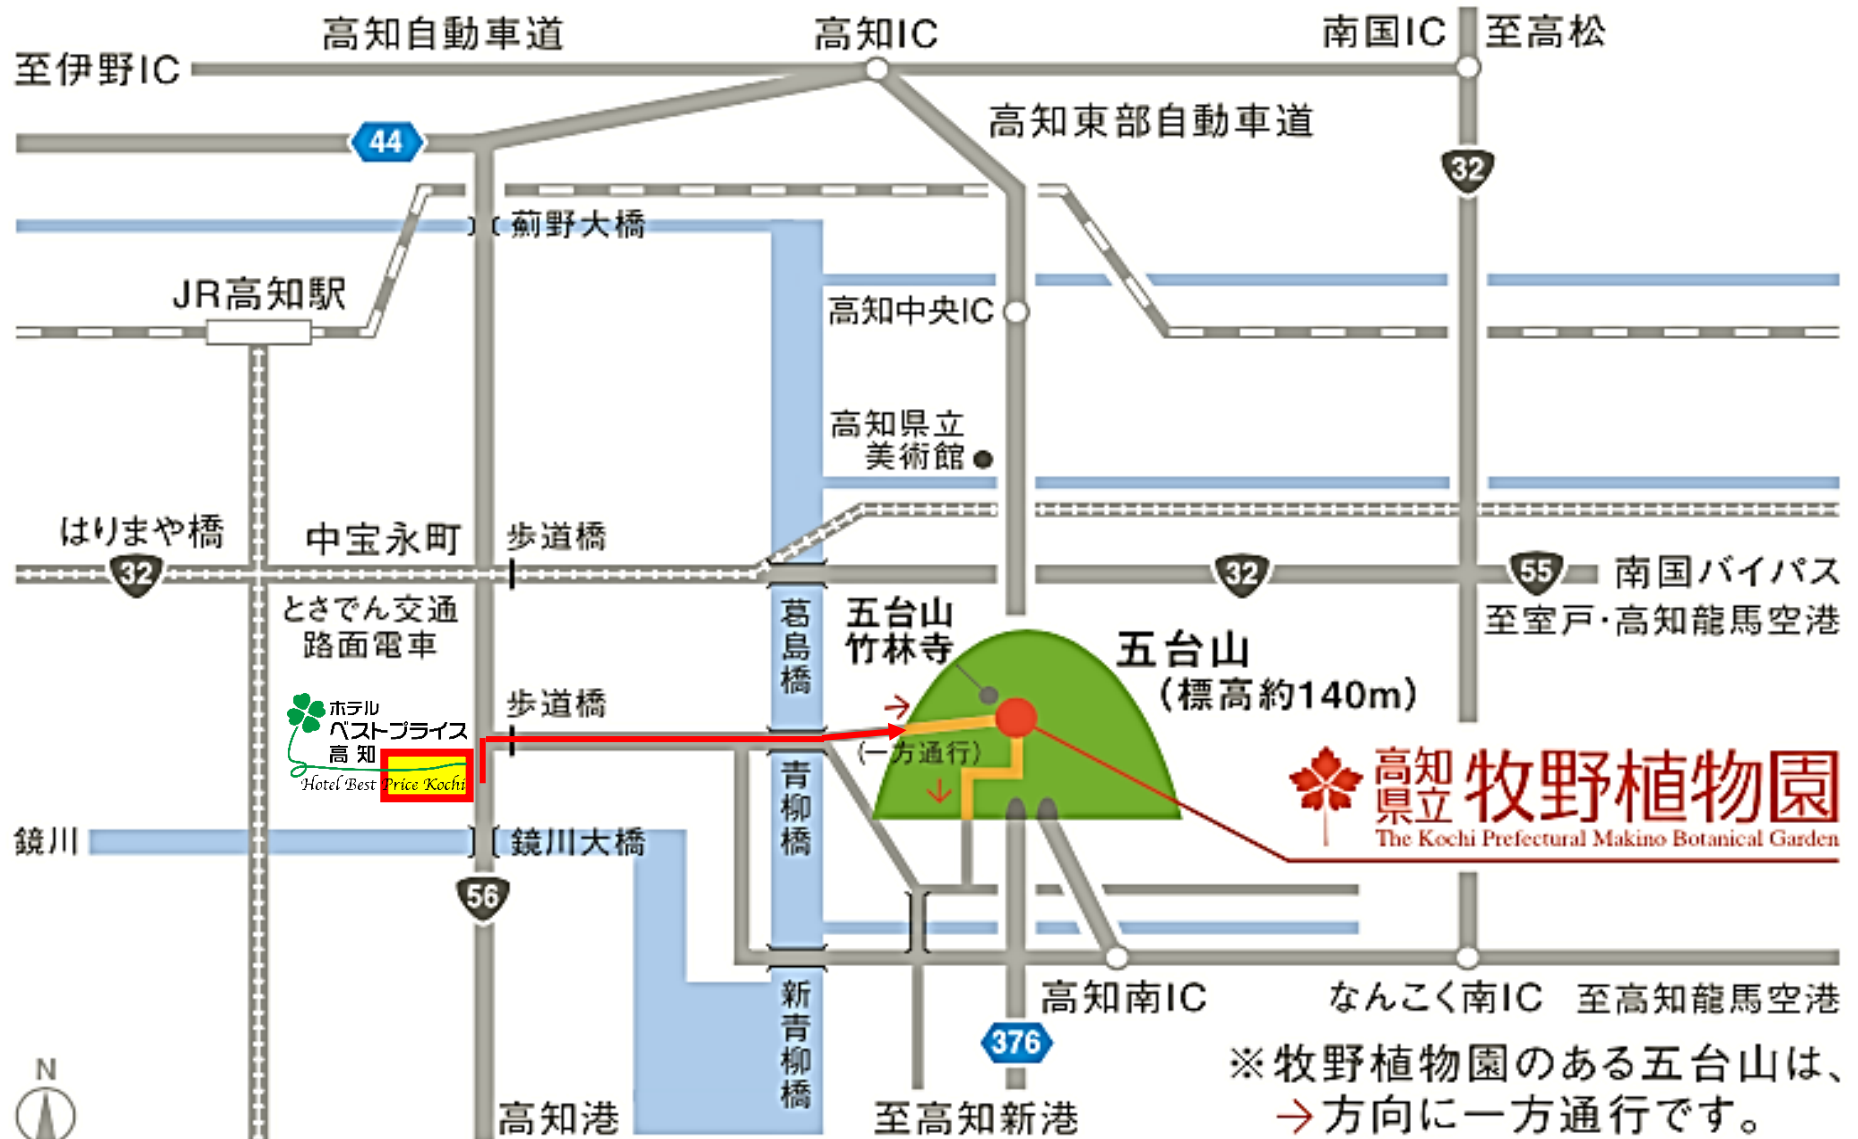 高知自動車道
高知IC
南国IC
至高松
至伊野IC
高知東部自動車道
44
32
薊野大橋
JR高知駅
高知中央IC
高知県立
美術館
はりまや橋
中宝永町
歩道橋
32
32
55
南国バイパス
至室戸・高知龍馬空港
とさでん交通
路面電車
葛島橋
五台山
竹林寺
五台山
(標高約140m)
ホテル
ベストプライス
高知
Hotel Best Price Kochi
歩道橋
(一方通行)
青柳橋
高知
県立
牧野植物園
The Kochi Prefectural Makino Botanical Garden
鏡川
鏡川大橋
56
新青柳橋
高知南IC
なんこく南IC
至高知龍馬空港
376
N
高知港
至高知新港
※牧野植物園のある五台山は、
→方向に一方通行です。